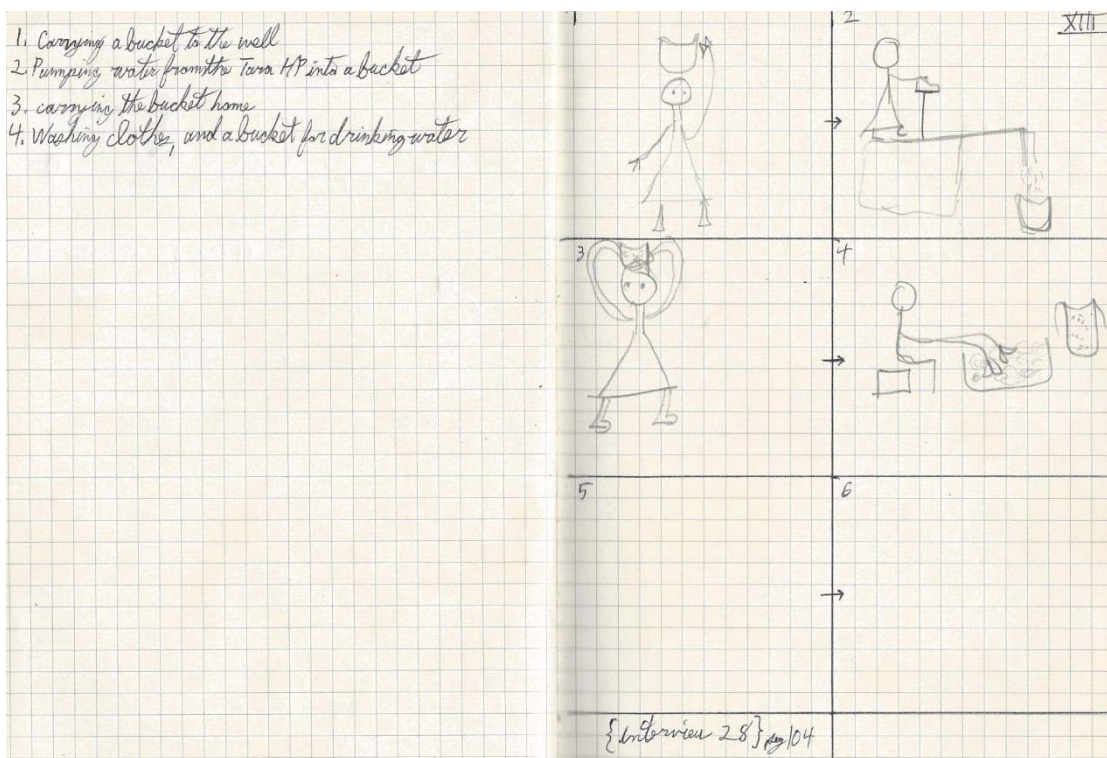 1. Carrying a bucket to the well
2 Pumping water from the Tara HP into a bucket
3. carrying the bucket home
4. Washing clothes, and a bucket for drinking water
1
2
XIII
3
4
5
6
{interview 28} pg 104